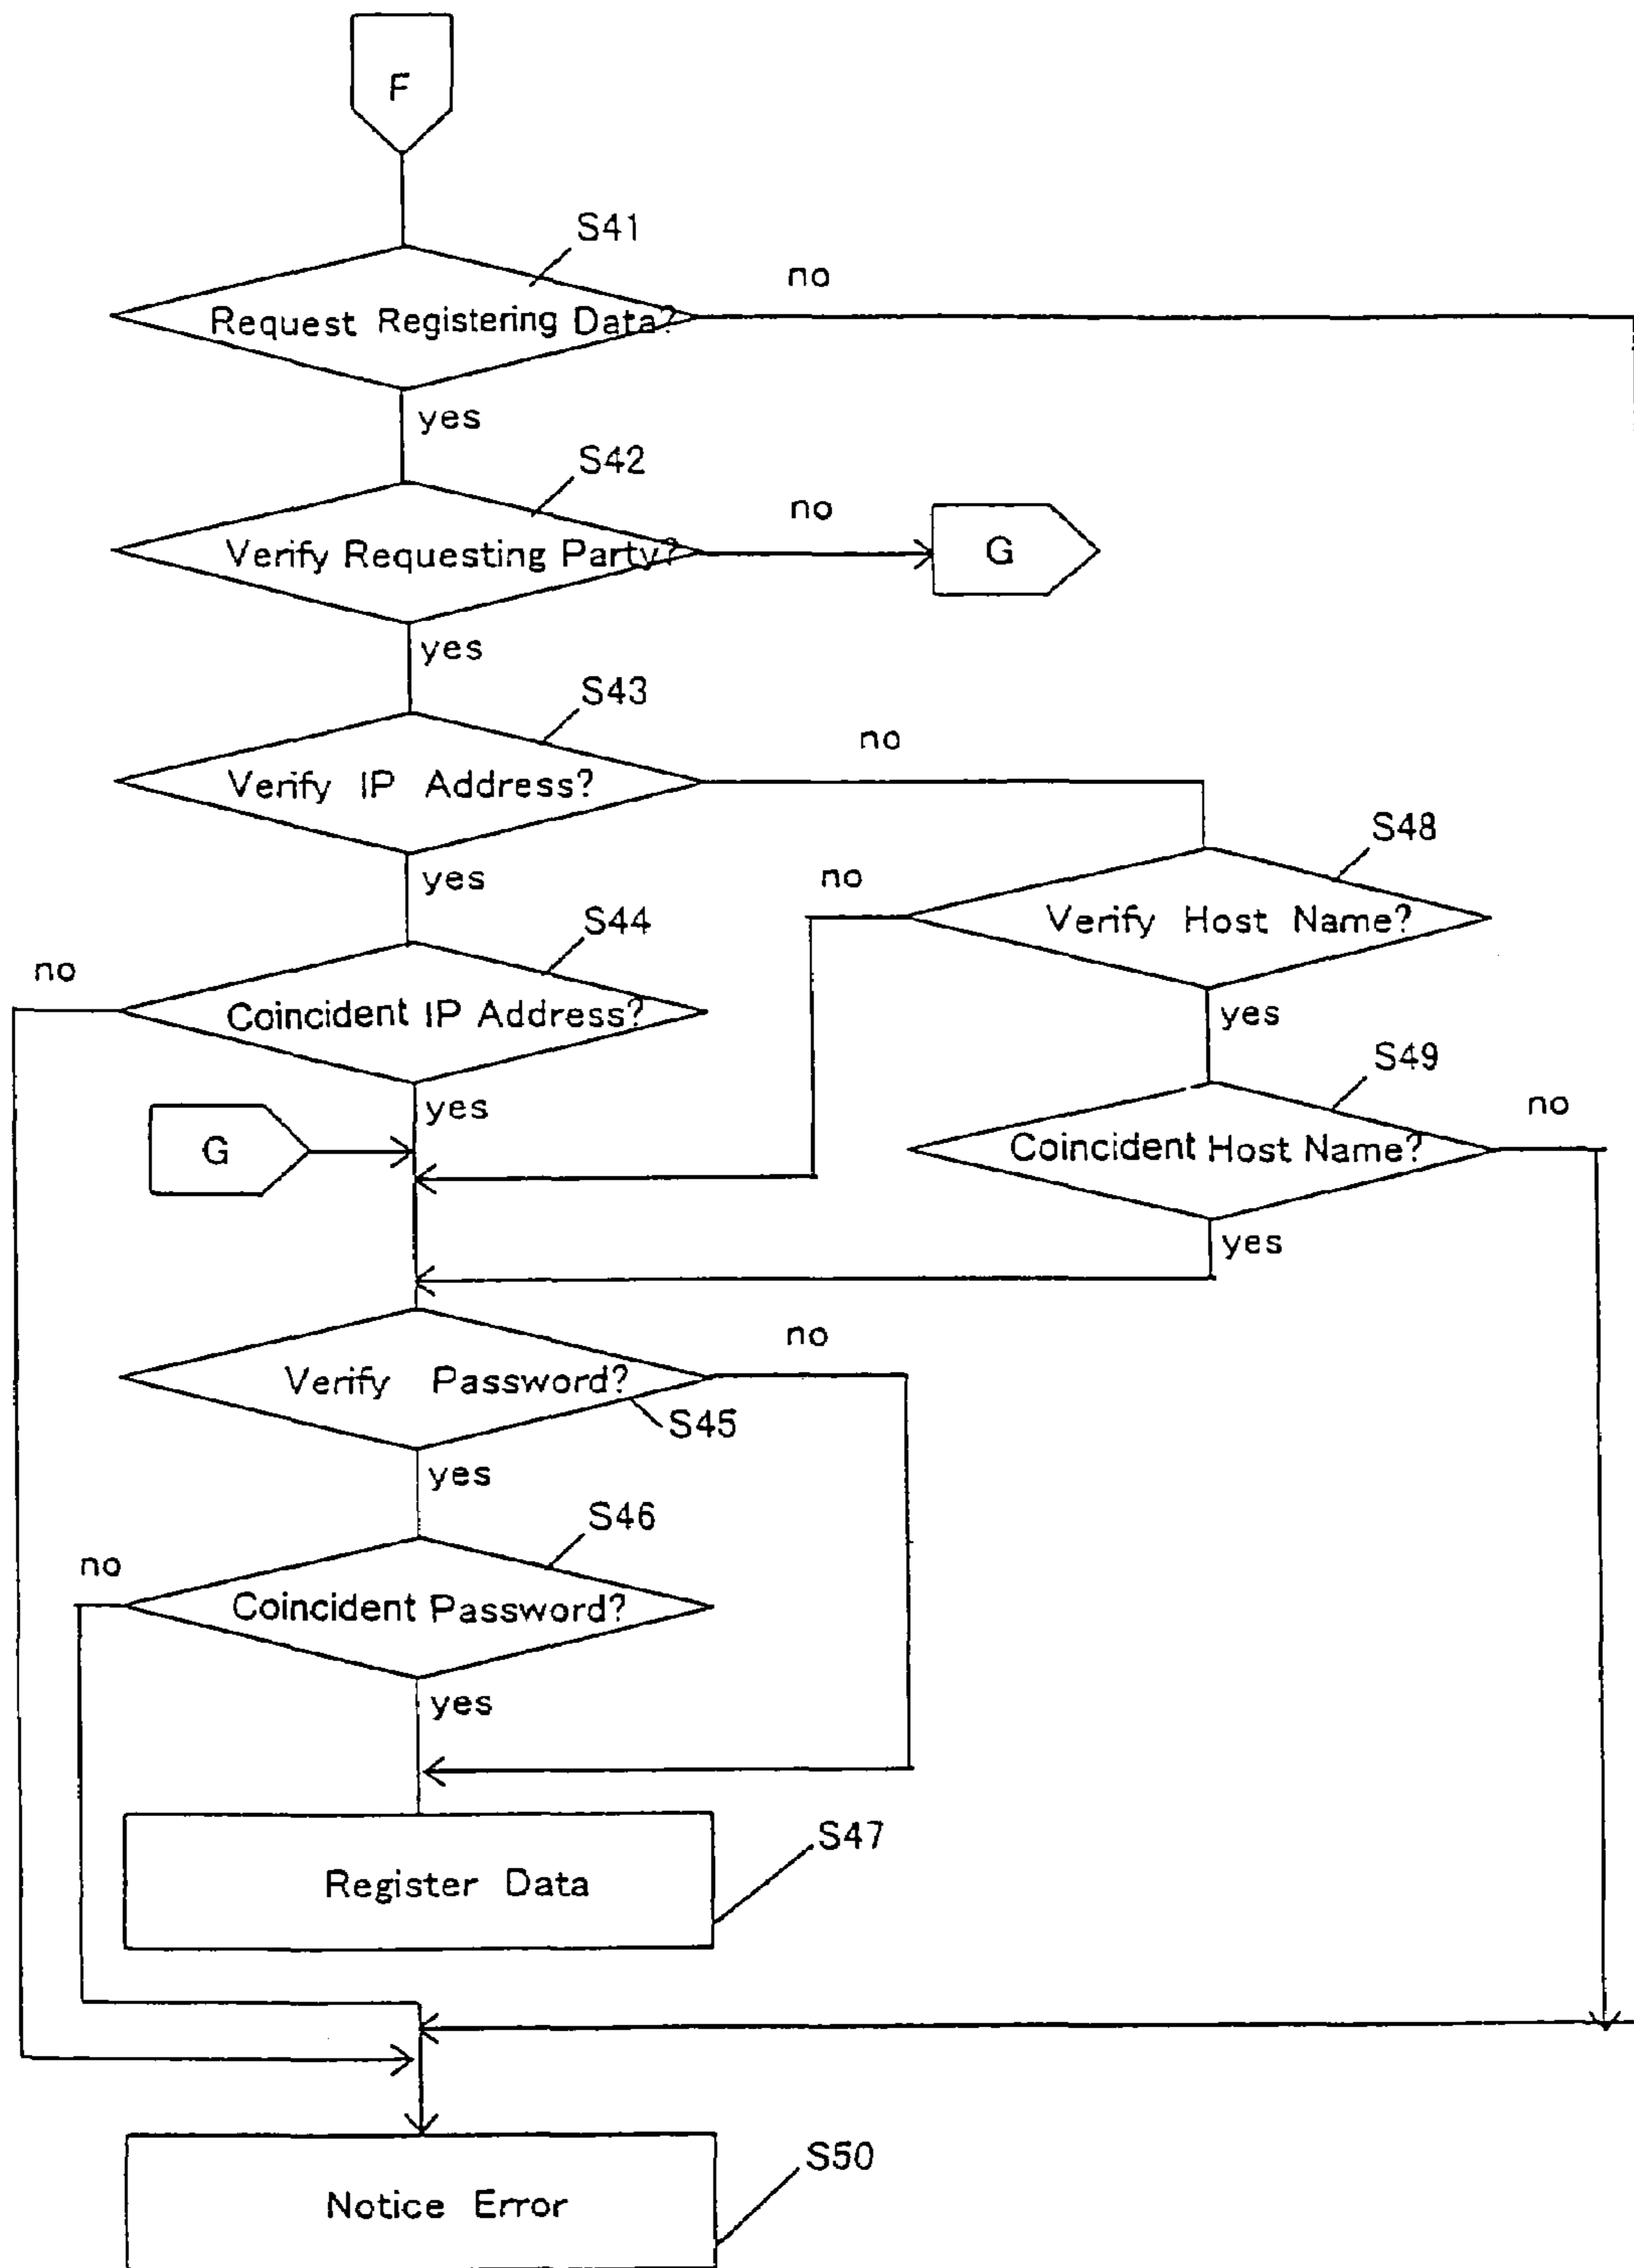 F
S41
no
Request Registering Data?
yes
S42
no
Verify Requesting Party?
G
yes
S43
no
Verify IP Address?
S48
yes
no
Verify Host Name?
S44
no
Coincident IP Address?
yes
S49
yes
no
G
Coincident Host Name?
yes
no
Verify Password?
S45
yes
S46
no
Coincident Password?
yes
S47
Register Data
S50
Notice Error